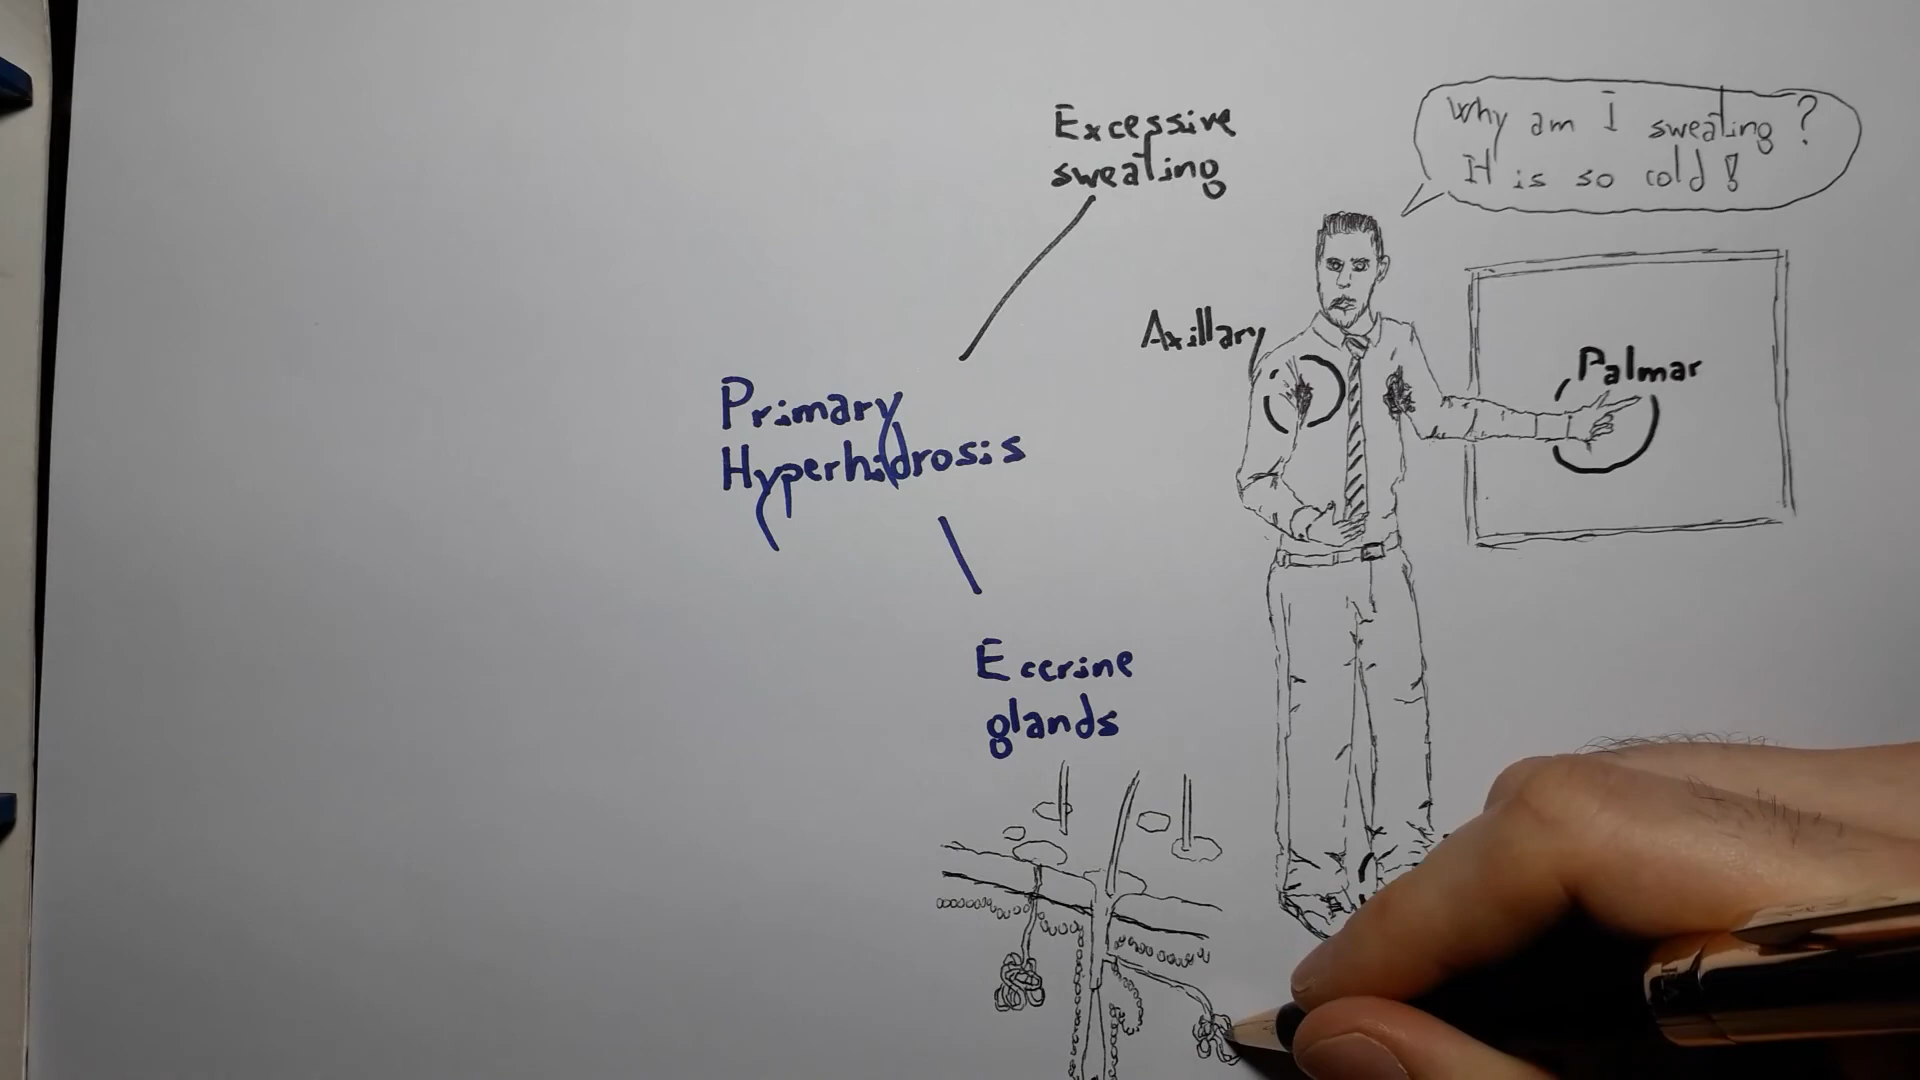 Excessive
sweating
Why am I sweating?
It is so cold!
Axillary
Palmar
Primary
Hyperhidrosis
Eccrine
glands